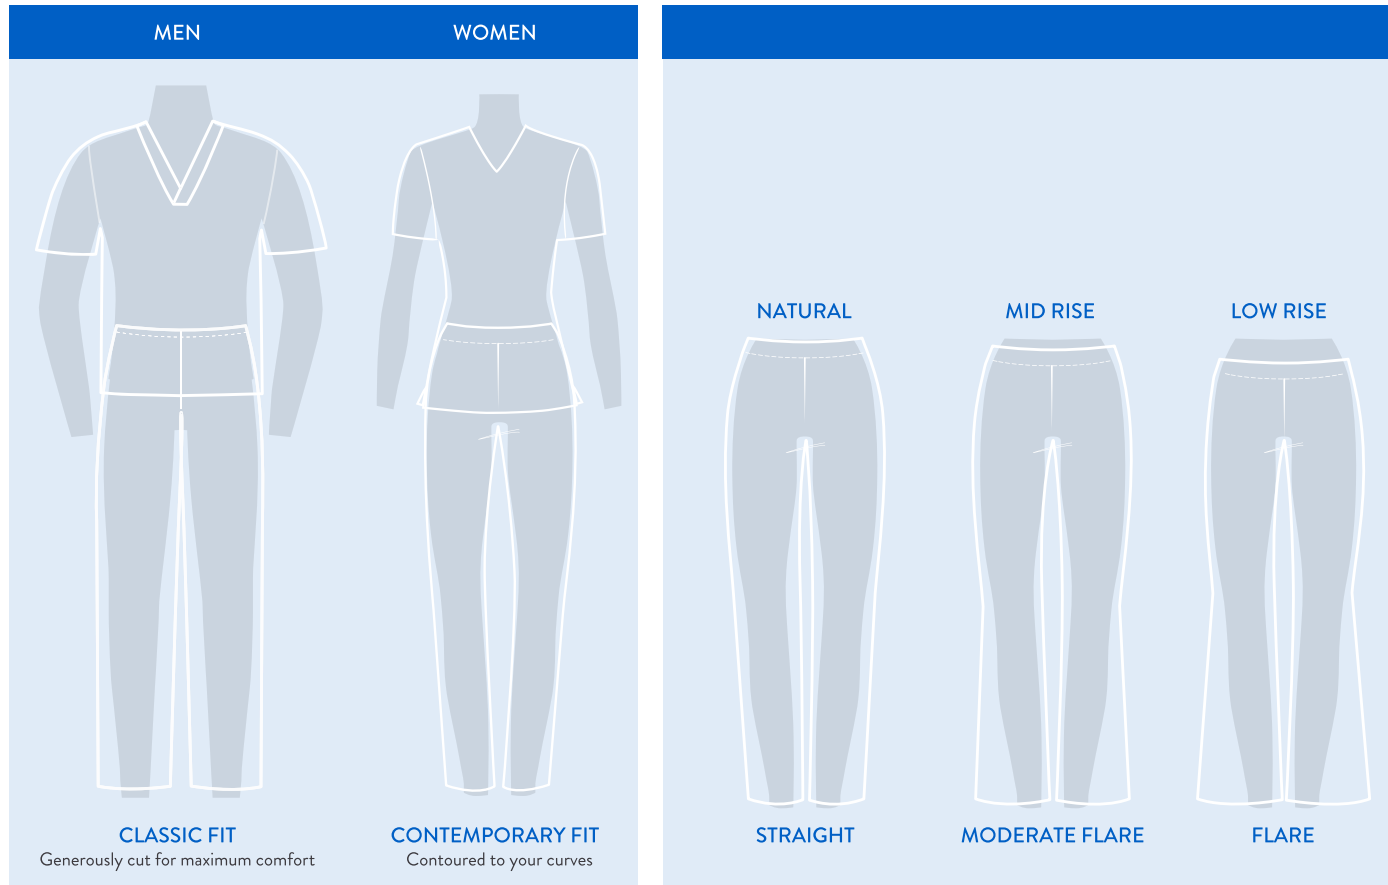 MEN
WOMEN
NATURAL
MID RISE
LOW RISE
CLASSIC FIT
Generously cut for maximum comfort
CONTEMPORARY FIT
Contoured to your curves
STRAIGHT
MODERATE FLARE
FLARE